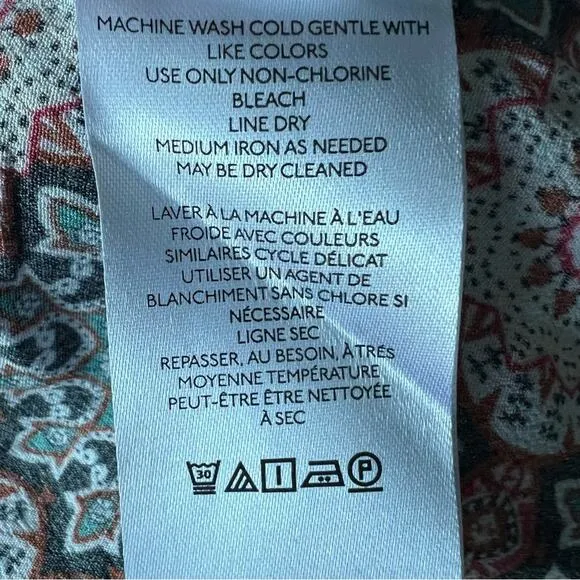 MACHINE WASH COLD GENTLE WITH
LIKE COLORS
USE ONLY NON-CHLORINE
BLEACH
LINE DRY
MEDIUM IRON AS NEEDED
MAY BE DRY CLEANED
LAVER À LA MACHINE À L'EAU
FROIDE AVEC COULEURS
SIMILAIRES CYCLE DÉLICAT
UTILISER UN AGENT DE
BLANCHIMENT SANS CHLORE SI
NÉCESSAIRE
LIGNE SEC
REPASSER, AU BESOIN, À TRÉS
MOYENNE TEMPÉRATURE
PEUT-ÊTRE ÊTRE NETTOYÉE
À SEC
30 P